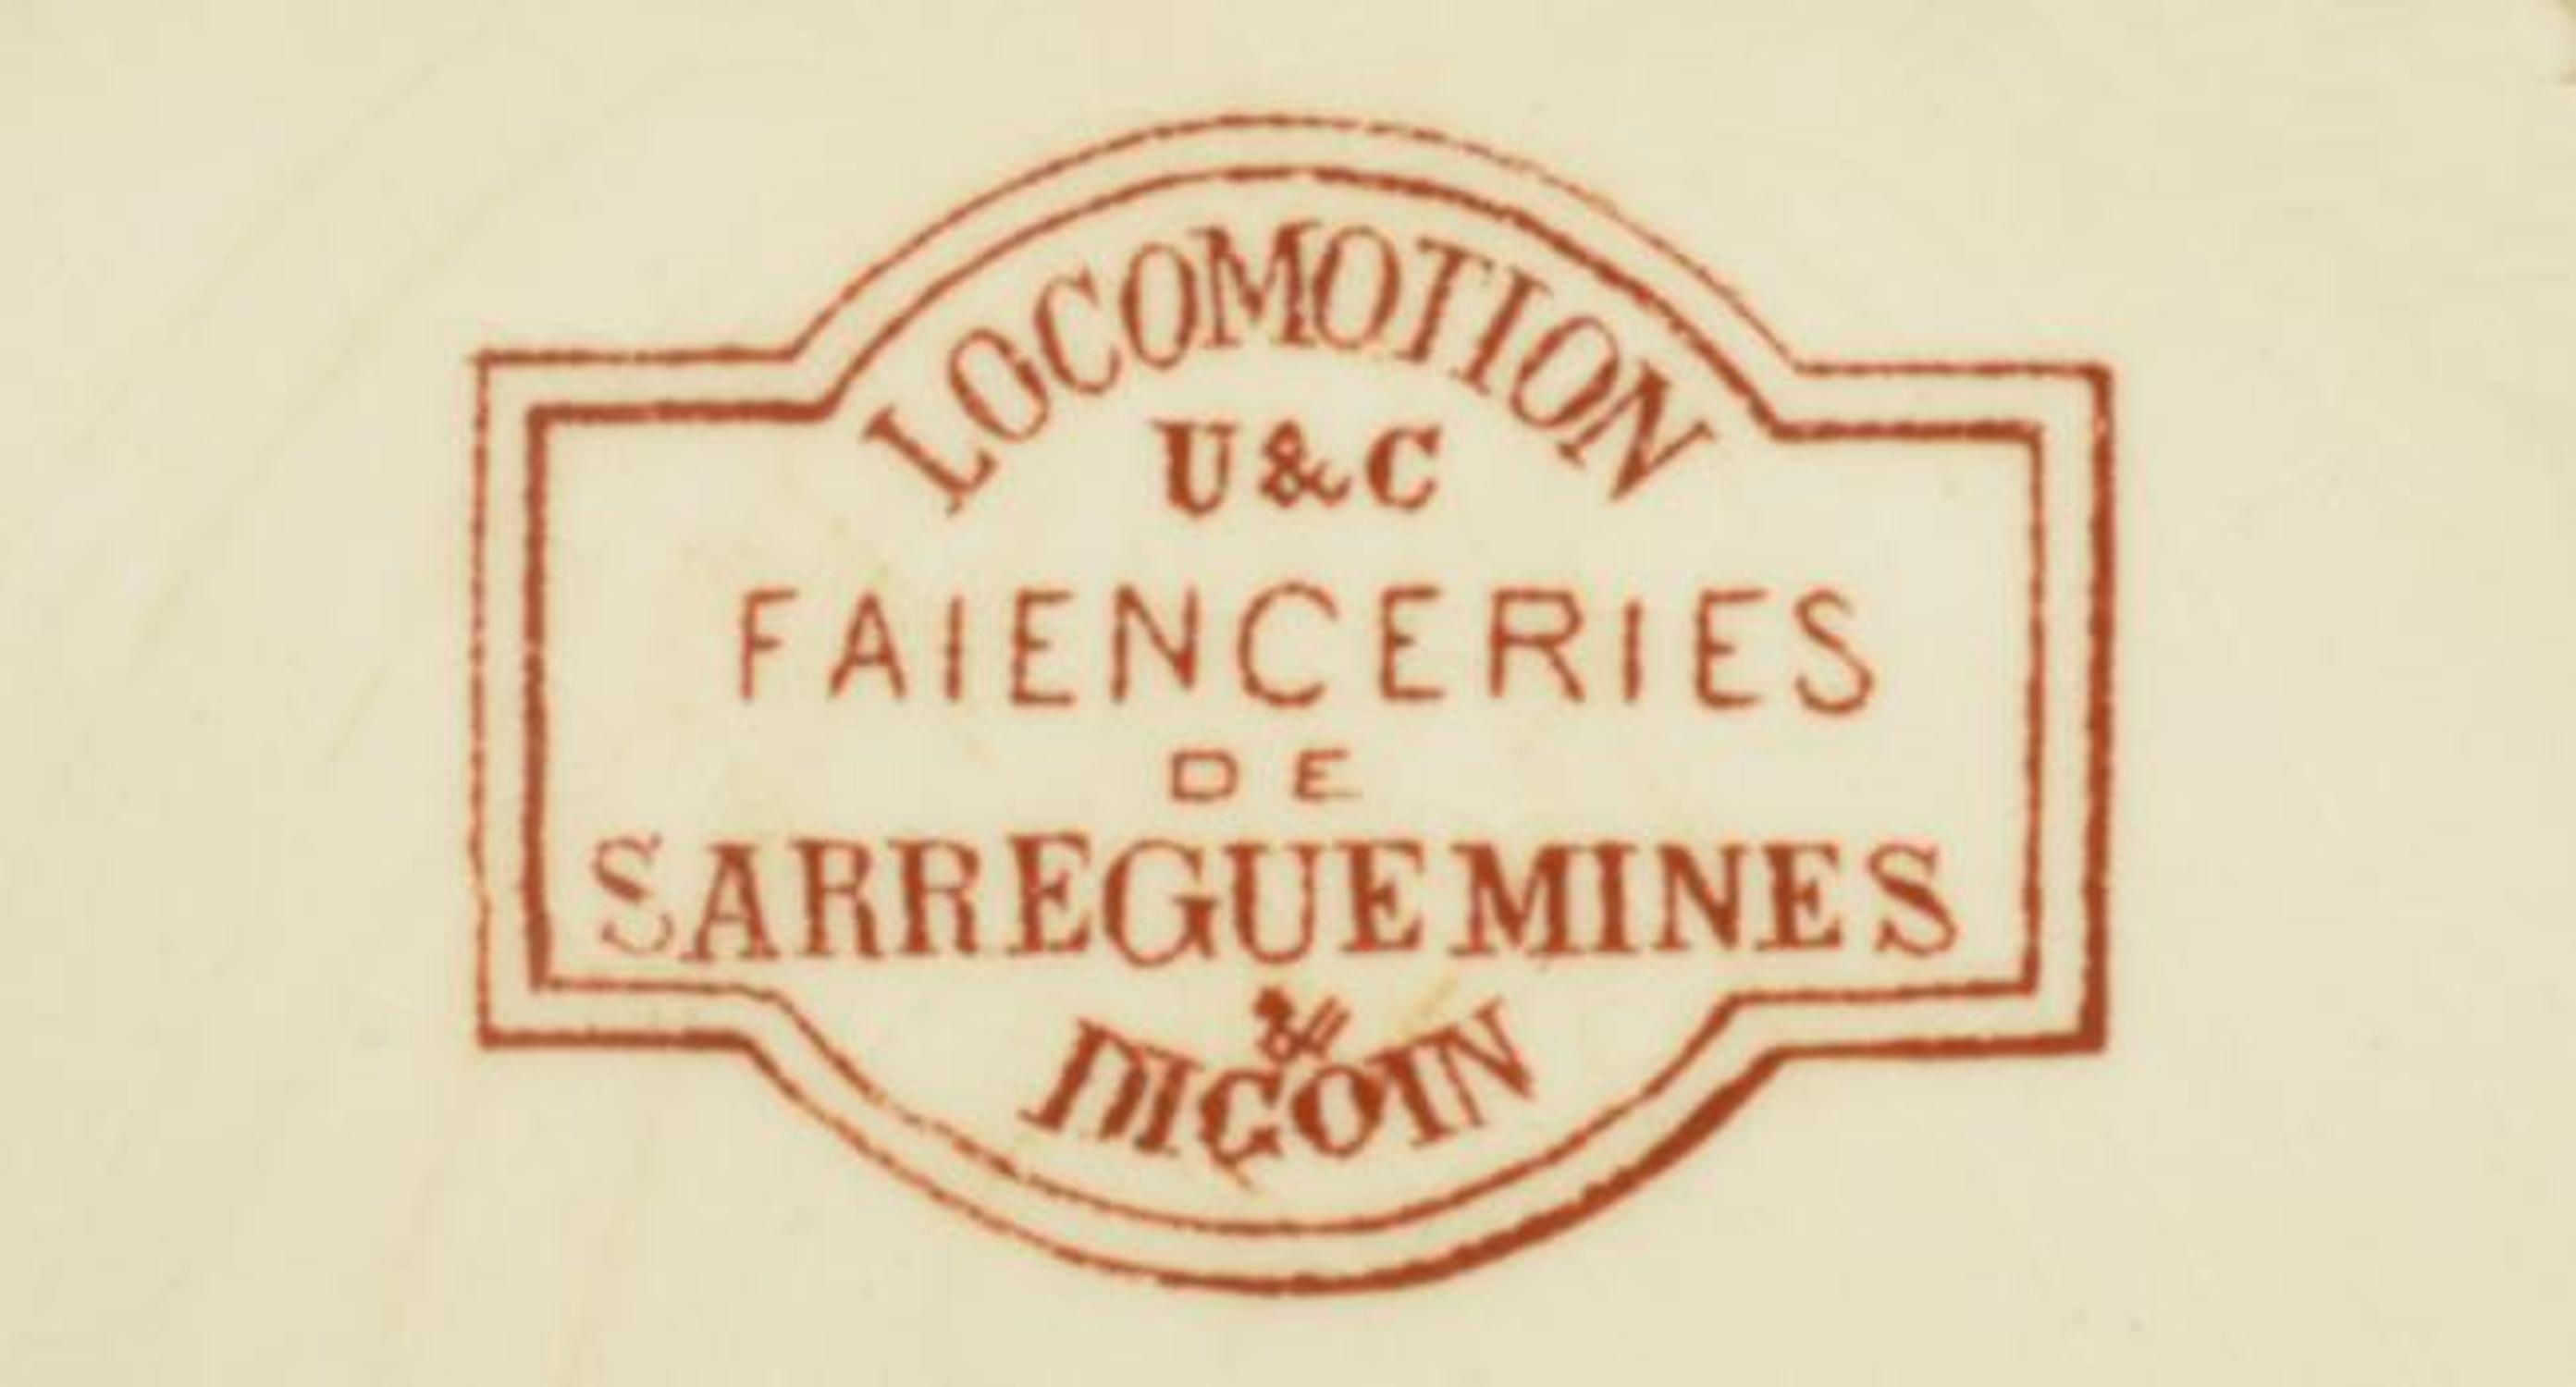 LOCOMOTION
U&C
FAIENCERIES
DE
SARREGUEMINES
&
DIGOIN